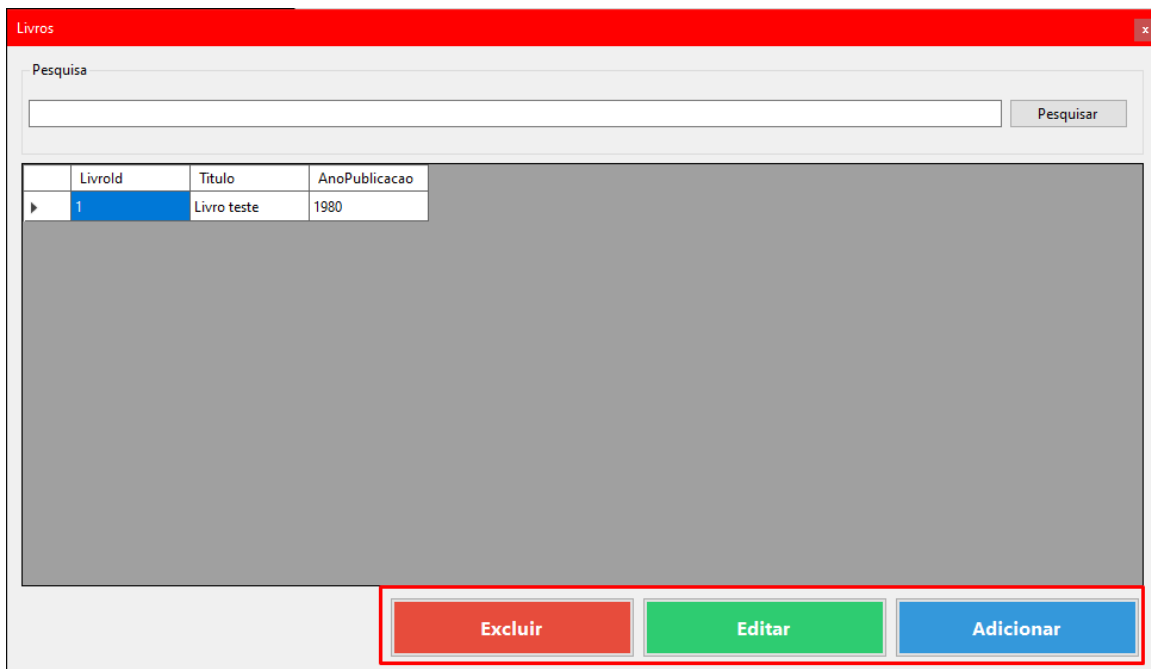 Livros x
Pesquisa
Pesquisar
LivroId Titulo AnoPublicacao
1 Livro teste 1980
Excluir Editar Adicionar